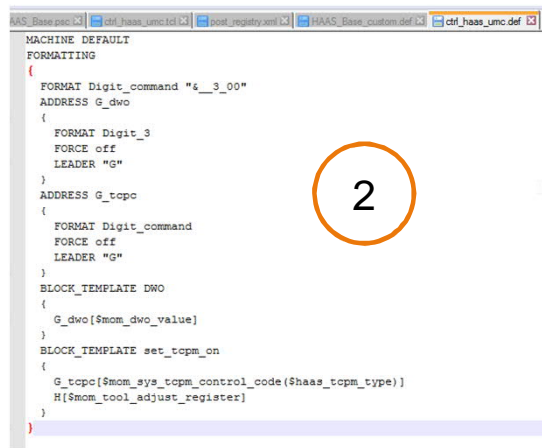 AAS_Base.psc ctrl_haas_umc.tcl post_registry.xml HAAS_Base_custom.def ctrl_haas_umc.def
MACHINE DEFAULT
FORMATTING
{
FORMAT Digit_command "&__3_00"
ADDRESS G_dwo
{
FORMAT Digit_3
FORCE off
LEADER "G"
}
ADDRESS G_tcpc
{
FORMAT Digit_command
FORCE off
LEADER "G"
}
BLOCK_TEMPLATE DWO
{
G_dwo[$mom_dwo_value]
}
BLOCK_TEMPLATE set_tcpm_on
{
G_tcpc[$mom_sys_tcpm_control_code($haas_tcpm_type)]
H[$mom_tool_adjust_register]
}
}
2